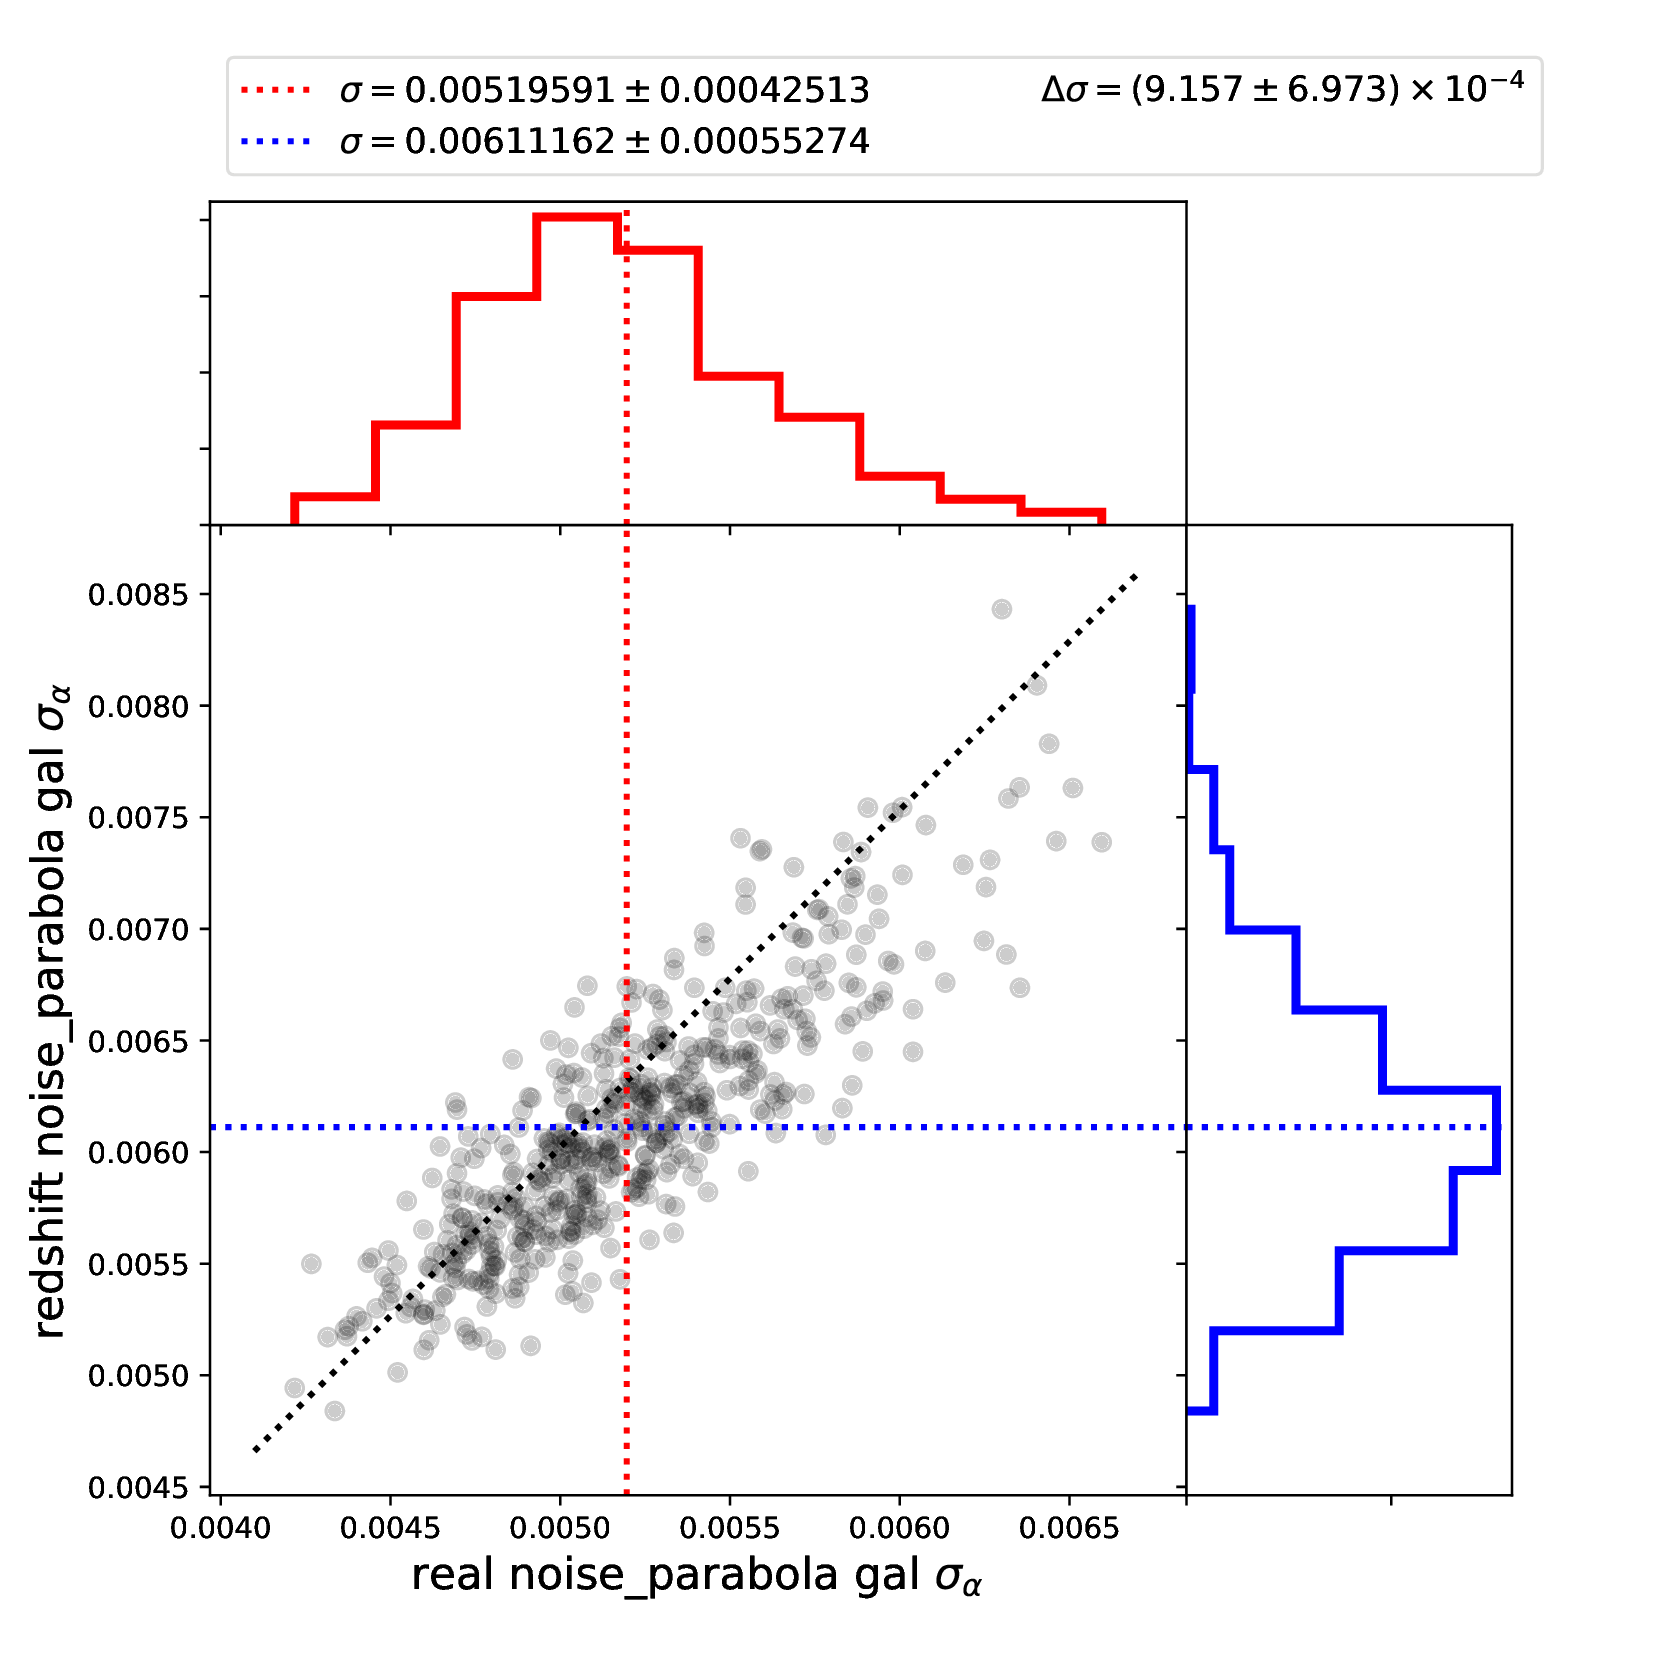 σ = 0.00519591 ± 0.00042513 Δσ = (9.157 ± 6.973) × 10⁻⁴
σ = 0.00611162 ± 0.00055274
0.0085
0.0080
0.0075
0.0070
0.0065
0.0060
0.0055
0.0050
0.0045
redshift noise_parabola gal σα
0.0040 0.0045 0.0050 0.0055 0.0060 0.0065
real noise_parabola gal σα